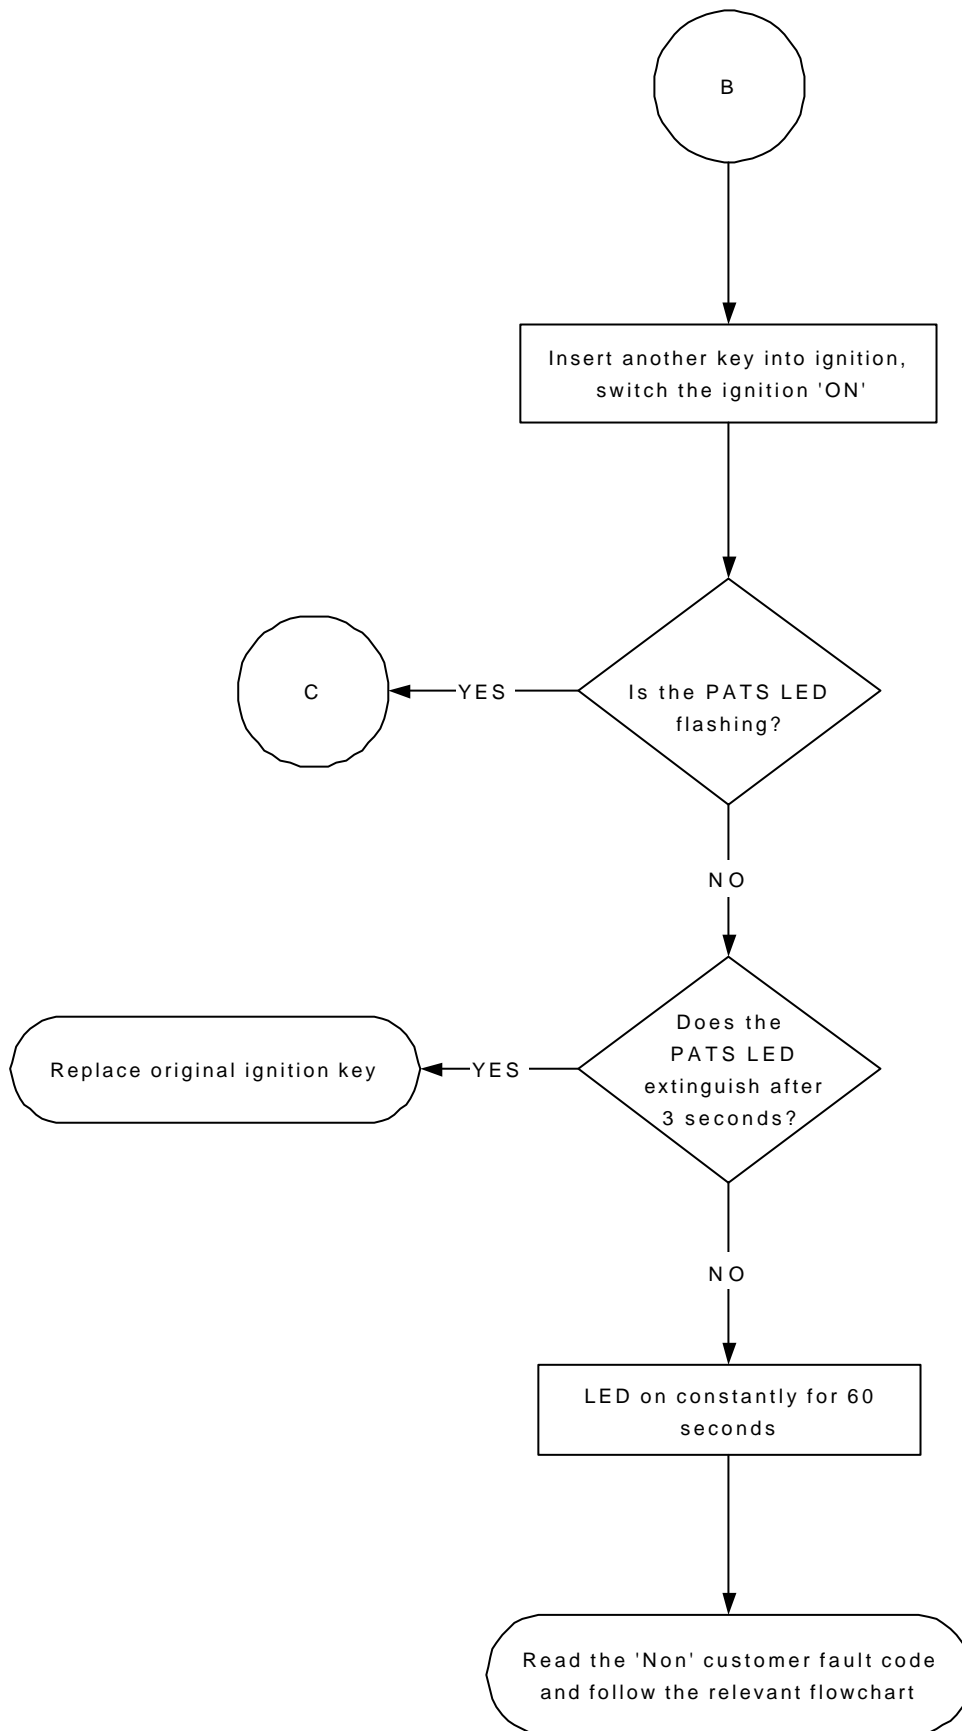 B
Insert another key into ignition,
switch the ignition 'ON'
C
YES
Is the PATS LED
flashing?
NO
Replace original ignition key
YES
Does the
PATS LED
extinguish after
3 seconds?
NO
LED on constantly for 60
seconds
Read the 'Non' customer fault code
and follow the relevant flowchart